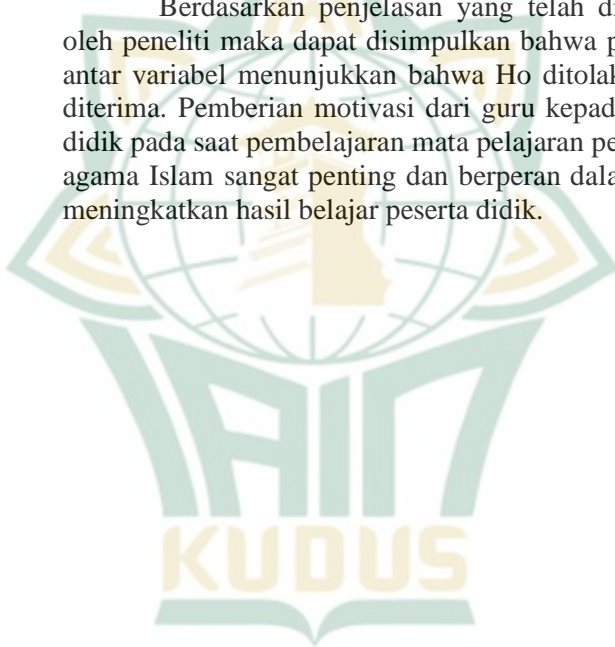 Berdasarkan penjelasan yang telah
oleh peneliti maka dapat disimpulkan bahwa
antar variabel menunjukkan bahwa Ho ditolak
diterima. Pemberian motivasi dari guru
didik pada saat pembelajaran mata pelajaran
agama Islam sangat penting dan berperan
meningkatkan hasil belajar peserta didik.
IAIN
KUDUS